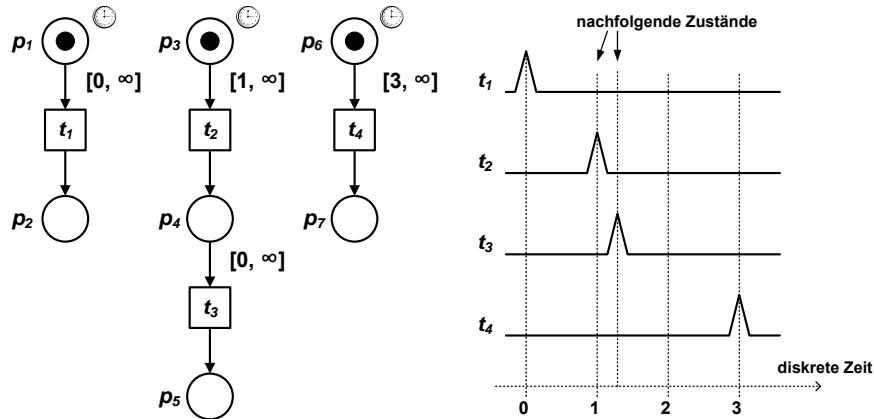 p1
[0, ∞]
t1
p2
p3
[1, ∞]
t2
p4
[0, ∞]
t3
p5
p6
[3, ∞]
t4
p7
nachfolgende Zustände
t1
t2
t3
t4
diskrete Zeit
0 1 2 3